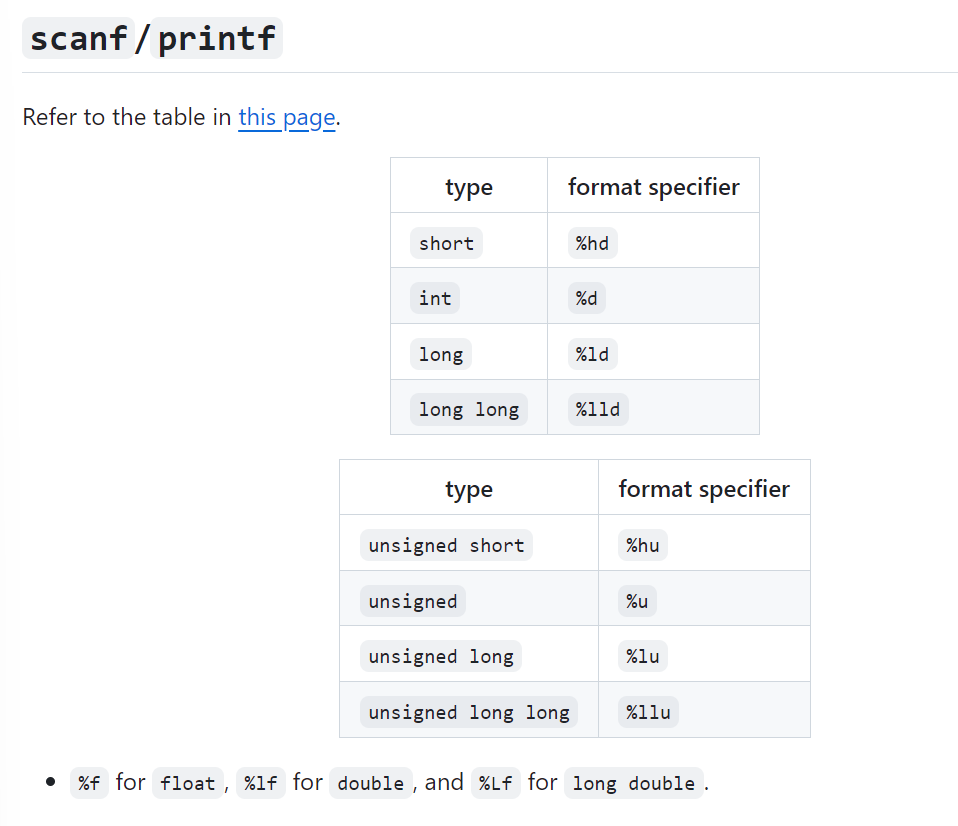 scanf/printf
Refer to the table in this page.
type format specifier
short %hd
int %d
long %ld
long long %lld
type format specifier
unsigned short %hu
unsigned %u
unsigned long %lu
unsigned long long %llu
• %f for float, %lf for double, and %Lf for long double.